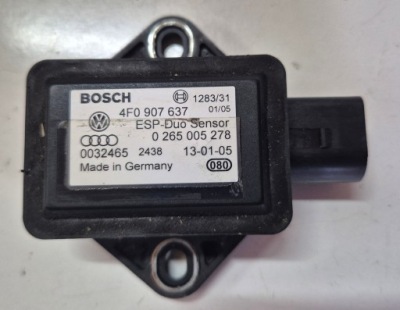 BOSCH 1283/31
4F0 907 637 01/05
ESP-Duo Sensor
0 265 005 278
0032465 2438 13-01-05
Made in Germany 080